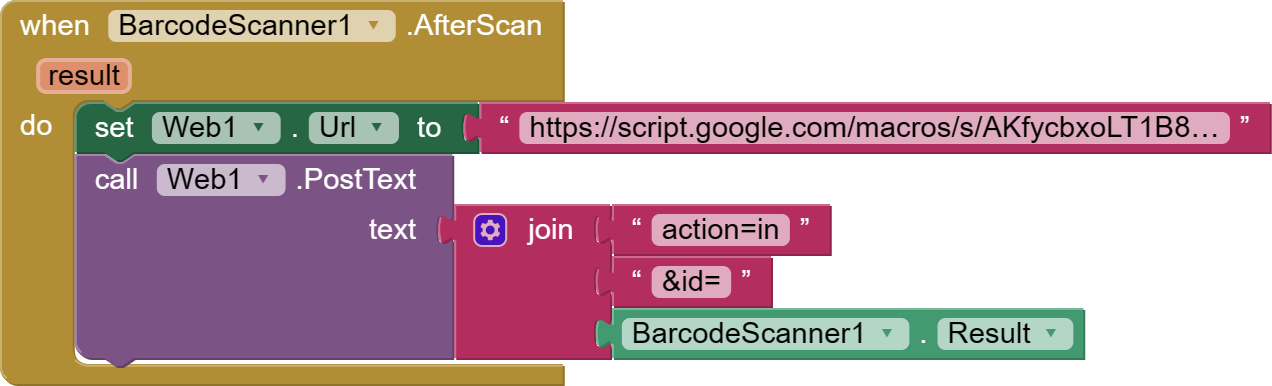 when BarcodeScanner1 .AfterScan
result
do set Web1 . Url to “ https://script.google.com/macros/s/AKfycbxoLT1B8... ”
call Web1 .PostText
text join “ action=in ”
“ &id= ”
BarcodeScanner1 . Result